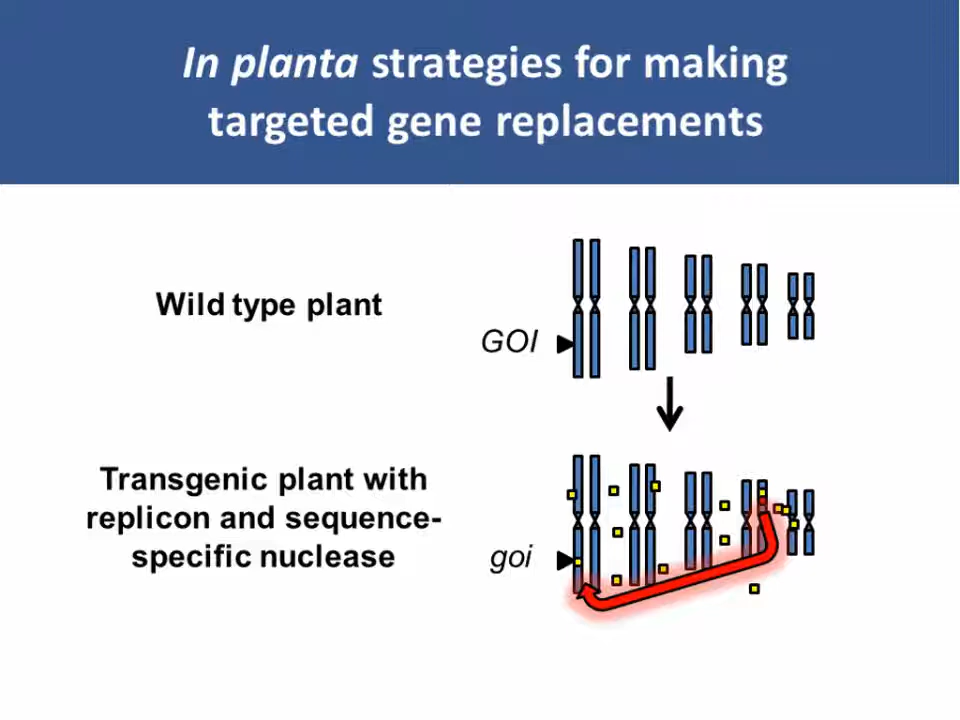 In planta strategies for making
targeted gene replacements
Wild type plant
GOI
Transgenic plant with
replicon and sequence-
specific nuclease
goi